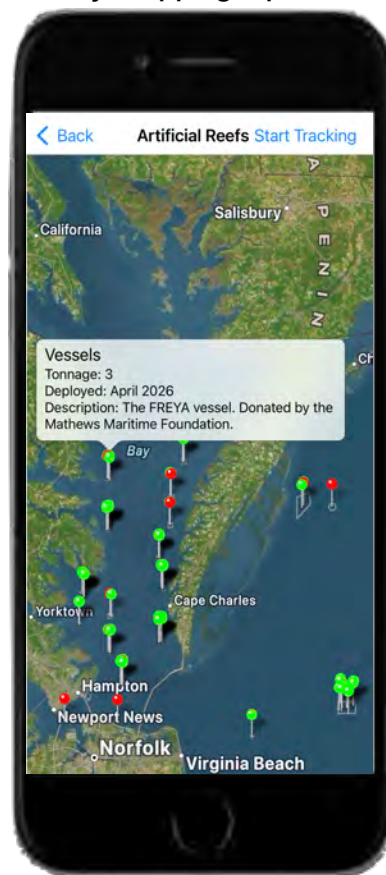 Back Artificial Reefs Start Tracking
Salisbury
California
A
P
E
N
I
N
Vessels
Tonnage: 3
Deployed: April 2026
Description: The FREYA vessel. Donated by the
Mathews Maritime Foundation.
Ch
Bay
Cape Charles
Yorktown
Hampton
Newport News
Norfolk
Virginia Beach